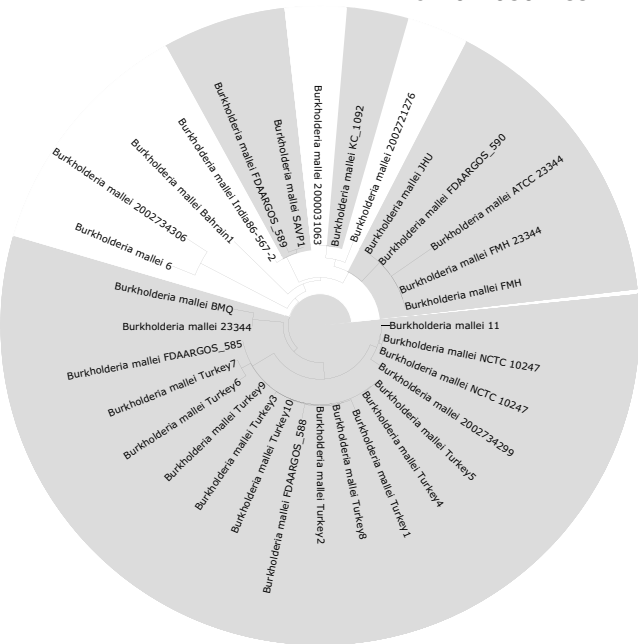 Burkholderia mallei FDAARGOS_589
Burkholderia mallei SAVP1
Burkholderia mallei 2000031063
Burkholderia mallei KC_1092
Burkholderia mallei 2002721276
Burkholderia mallei JHU
Burkholderia mallei FDAARGOS_590
Burkholderia mallei ATCC 23344
Burkholderia mallei FMH 23344
Burkholderia mallei FMH
Burkholderia mallei 11
Burkholderia mallei NCTC 10247
Burkholderia mallei NCTC 10247
Burkholderia mallei 2002734299
Burkholderia mallei Turkey5
Burkholderia mallei Turkey4
Burkholderia mallei Turkey1
Burkholderia mallei Turkey8
Burkholderia mallei Turkey2
Burkholderia mallei FDAARGOS_588
Burkholderia mallei Turkey10
Burkholderia mallei Turkey3
Burkholderia mallei Turkey9
Burkholderia mallei Turkey6
Burkholderia mallei Turkey7
Burkholderia mallei FDAARGOS_585
Burkholderia mallei 23344
Burkholderia mallei BMQ
Burkholderia mallei 6
Burkholderia mallei 2002734306
Burkholderia mallei Bahrain1
Burkholderia mallei India86-567-2